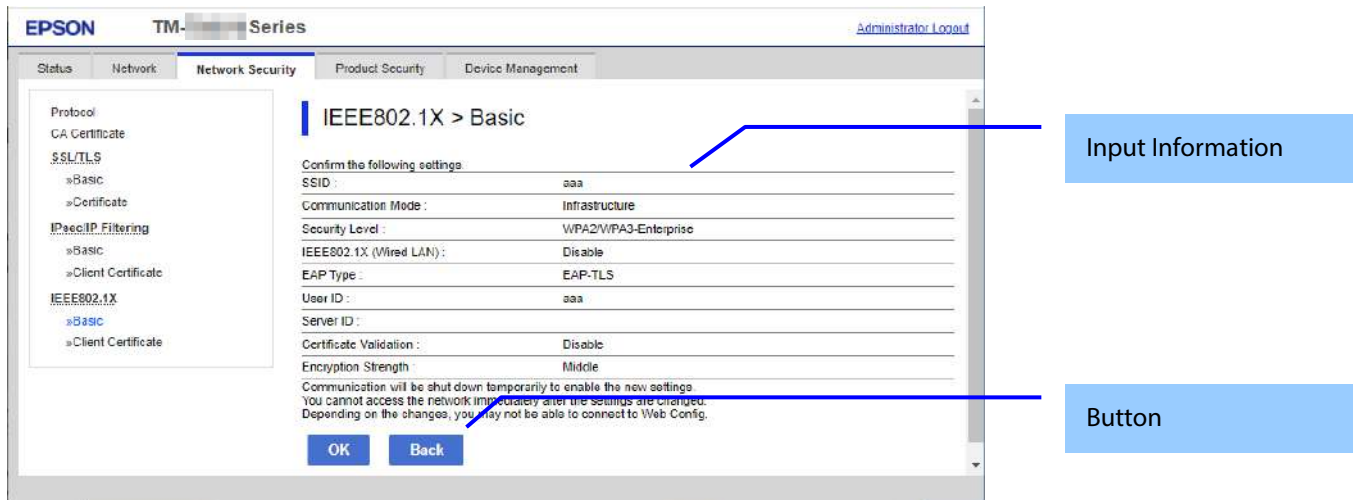 EPSON TM- Series Administrator Logout
Status Network Network Security Product Security Device Management
Protocol
CA Certificate
SSL/TLS
»Basic
»Certificate
IPsec/IP Filtering
»Basic
»Client Certificate
IEEE802.1X
»Basic
»Client Certificate
IEEE802.1X > Basic
Confirm the following settings.
SSID : aaa
Communication Mode : Infrastructure
Security Level : WPA2/WPA3-Enterprise
IEEE802.1X (Wired LAN) : Disable
EAP Type : EAP-TLS
User ID : aaa
Server ID :
Certificate Validation : Disable
Encryption Strength : Middle
Communication will be shut down temporarily to enable the new settings.
You cannot access the network immediately after the settings are changed.
Depending on the changes, you may not be able to connect to Web Config.
OK Back
Input Information
Button